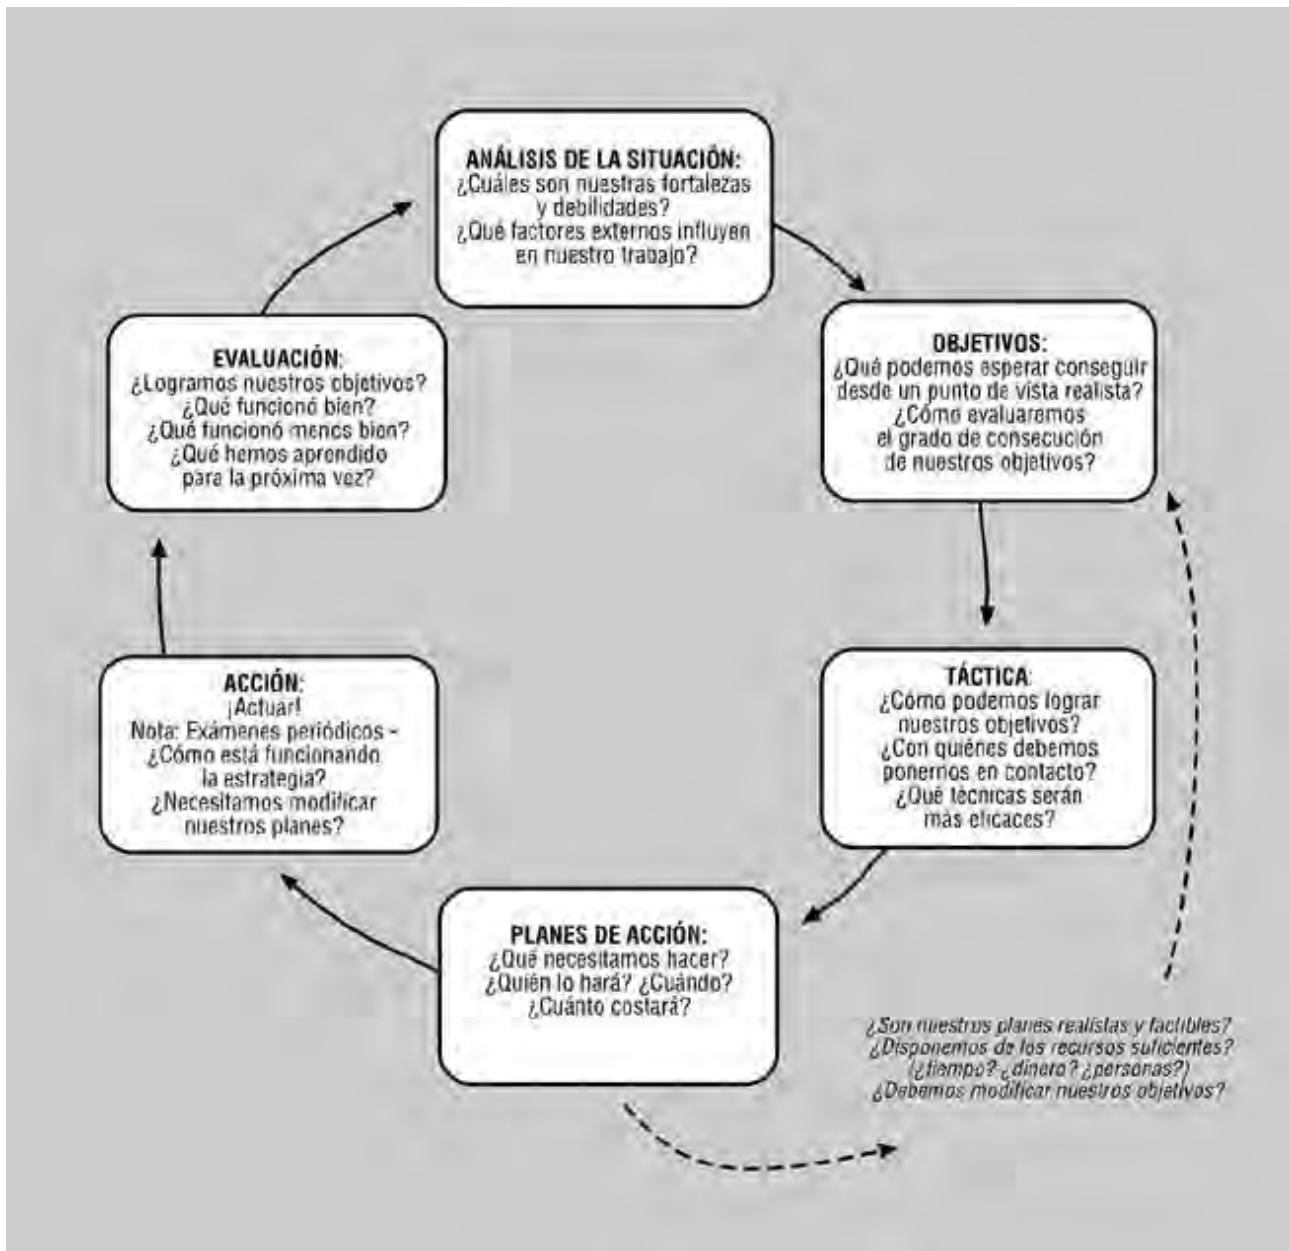 ANÁLISIS DE LA SITUACIÓN:
¿Cuáles son nuestras fortalezas
y debilidades?
¿Qué factores externos influyen
en nuestro trabajo?
OBJETIVOS:
¿Qué podemos esperar conseguir
desde un punto de vista realista?
¿Cómo evaluaremos
el grado de consecución
de nuestros objetivos?
TÁCTICA:
¿Cómo podemos lograr
nuestros objetivos?
¿Con quiénes debemos
ponernos en contacto?
¿Qué técnicas serán
más eficaces?
PLANES DE ACCIÓN:
¿Qué necesitamos hacer?
¿Quién lo hará? ¿Cuándo?
¿Cuánto costará?
¿Son nuestros planes realistas y factibles?
¿Disponemos de los recursos suficientes?
(¿tiempo? ¿dinero? ¿personas?)
¿Debemos modificar nuestros objetivos?
ACCIÓN:
¡Actuar!
Nota: Exámenes periódicos -
¿Cómo está funcionando
la estrategia?
¿Necesitamos modificar
nuestros planes?
EVALUACIÓN:
¿Logramos nuestros objetivos?
¿Qué funcionó bien?
¿Qué funcionó menos bien?
¿Qué hemos aprendido
para la próxima vez?